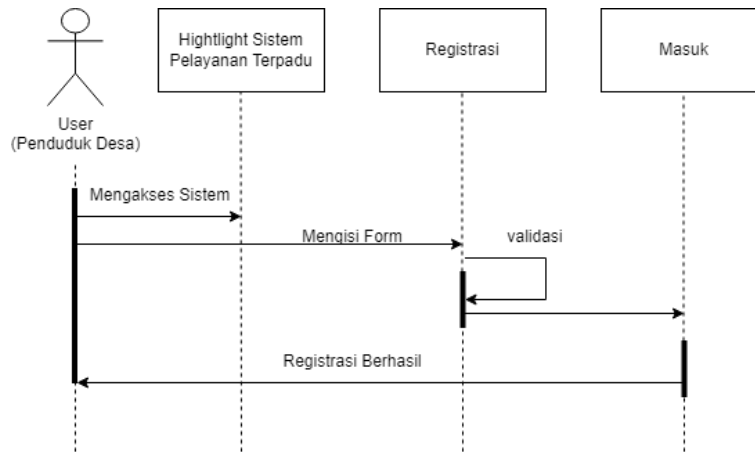 Hightlight Sistem
Pelayanan Terpadu
Registrasi
Masuk
User
(Penduduk Desa)
Mengakses Sistem
Mengisi Form
validasi
Registrasi Berhasil